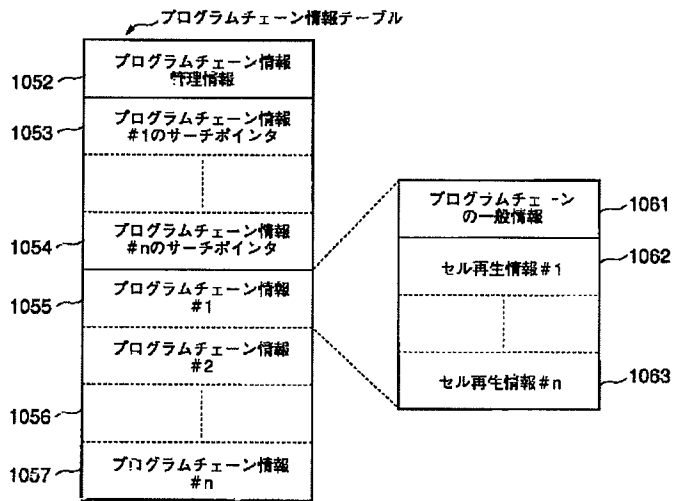 プログラムチェーン情報テーブル
プログラムチェーン情報
管理情報
1052
プログラムチェーン情報
#1のサーチポインタ
1053
プログラムチェーン情報
#nのサーチポインタ
1054
プログラムチェーン情報
#1
1055
プログラムチェーン情報
#2
1056
プログラムチェーン情報
#n
1057
プログラムチェーン
の一般情報
1061
セル再生情報#1
1062
セル再生情報#n
1063